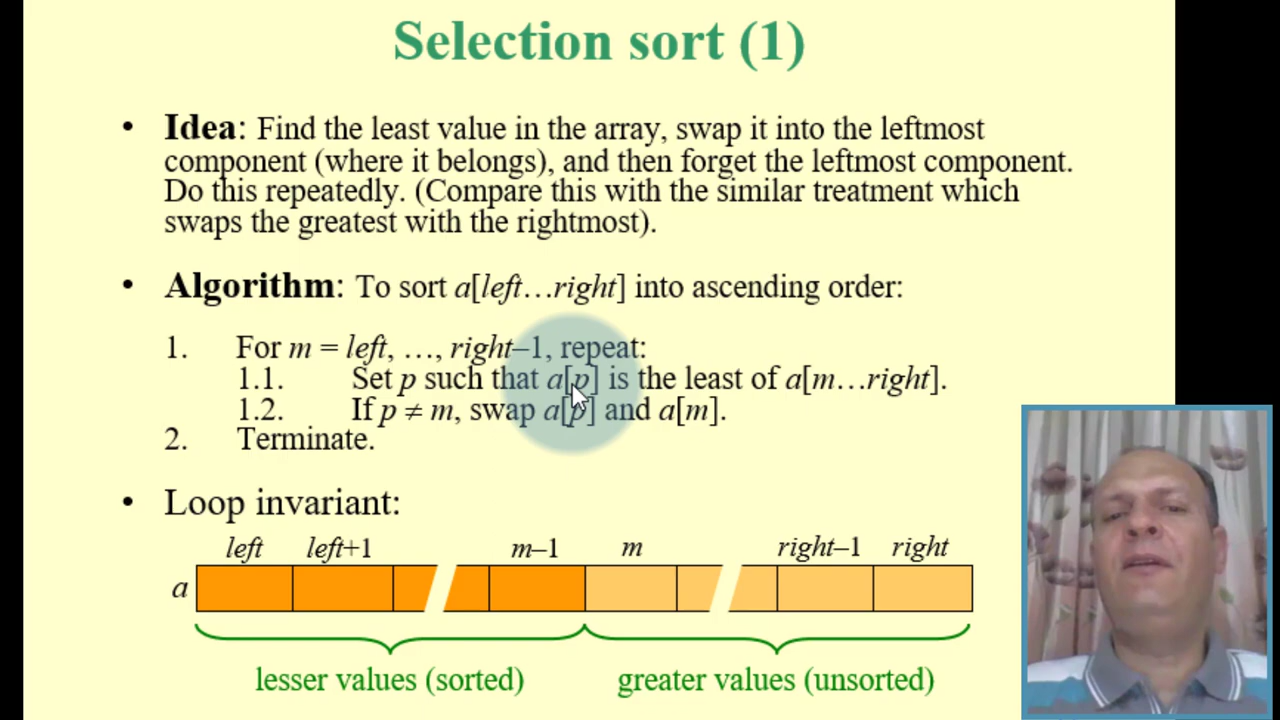 Selection sort (1)
• Idea: Find the least value in the array, swap it into the leftmost
component (where it belongs), and then forget the leftmost component.
Do this repeatedly. (Compare this with the similar treatment which
swaps the greatest with the rightmost).
• Algorithm: To sort a[left…right] into ascending order:
1. For m = left, …, right–1, repeat:
1.1. Set p such that a[p] is the least of a[m…right].
1.2. If p ≠ m, swap a[p] and a[m].
2. Terminate.
• Loop invariant:
left left+1 m–1 m right–1 right
a
lesser values (sorted) greater values (unsorted)